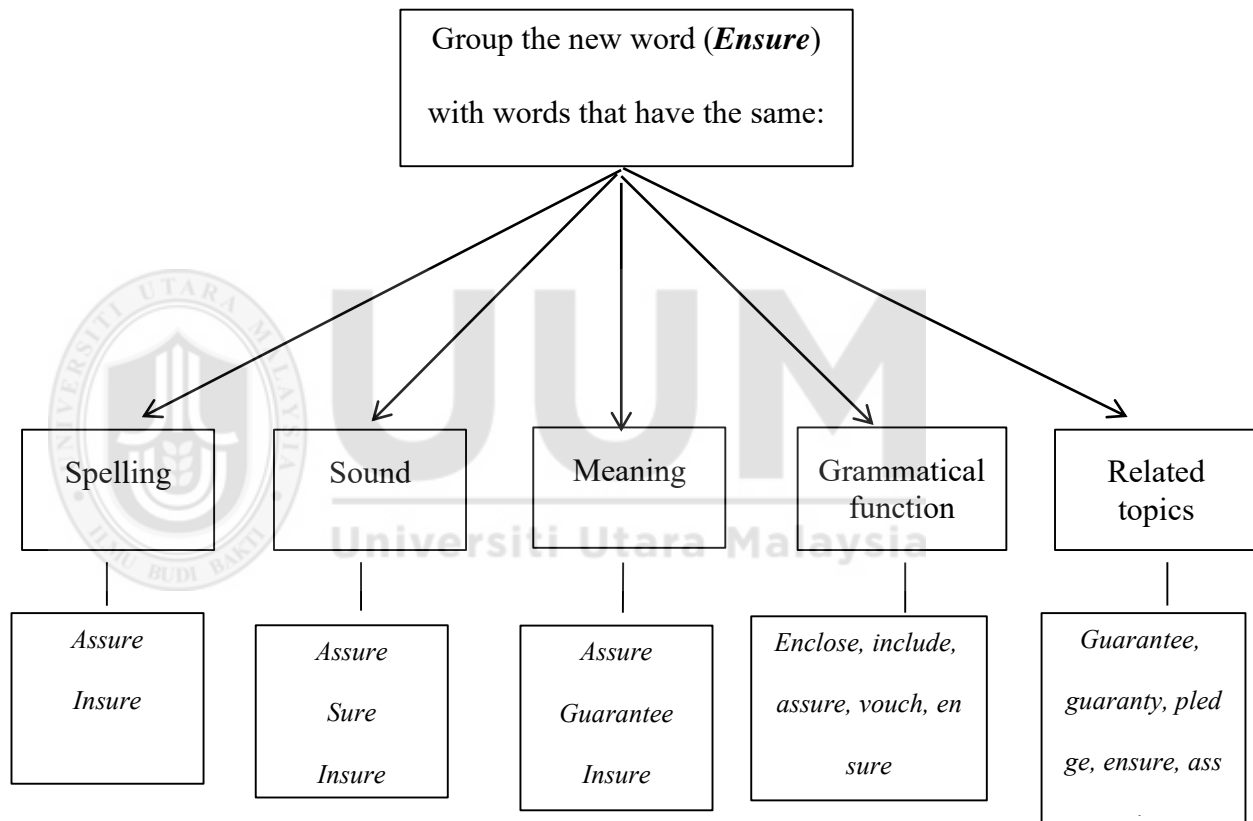 Group the new word (Ensure)
with words that have the same:
UNIVERSITI UTARA MALAYSIA
ILMU BUDI BAKTI
UUM
Universiti Utara Malaysia
Spelling
Sound
Meaning
Grammatical
function
Related
topics
Assure
Insure
Assure
Sure
Insure
Assure
Guarantee
Insure
Enclose, include,
assure, vouch, en
sure
Guarantee,
guaranty, pled
ge, ensure, ass